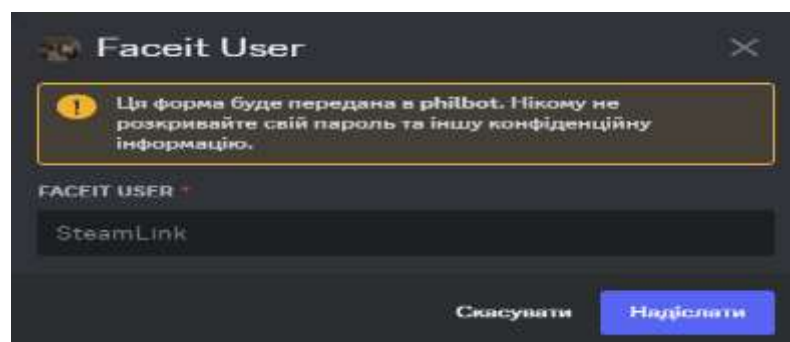 Faceit User
Ця форма буде передана в philbot. Нікому не
розкривайте свій пароль та іншу конфіденційну
інформацію.
FACEIT USER *
SteamLink
Скасувати
Надіслати